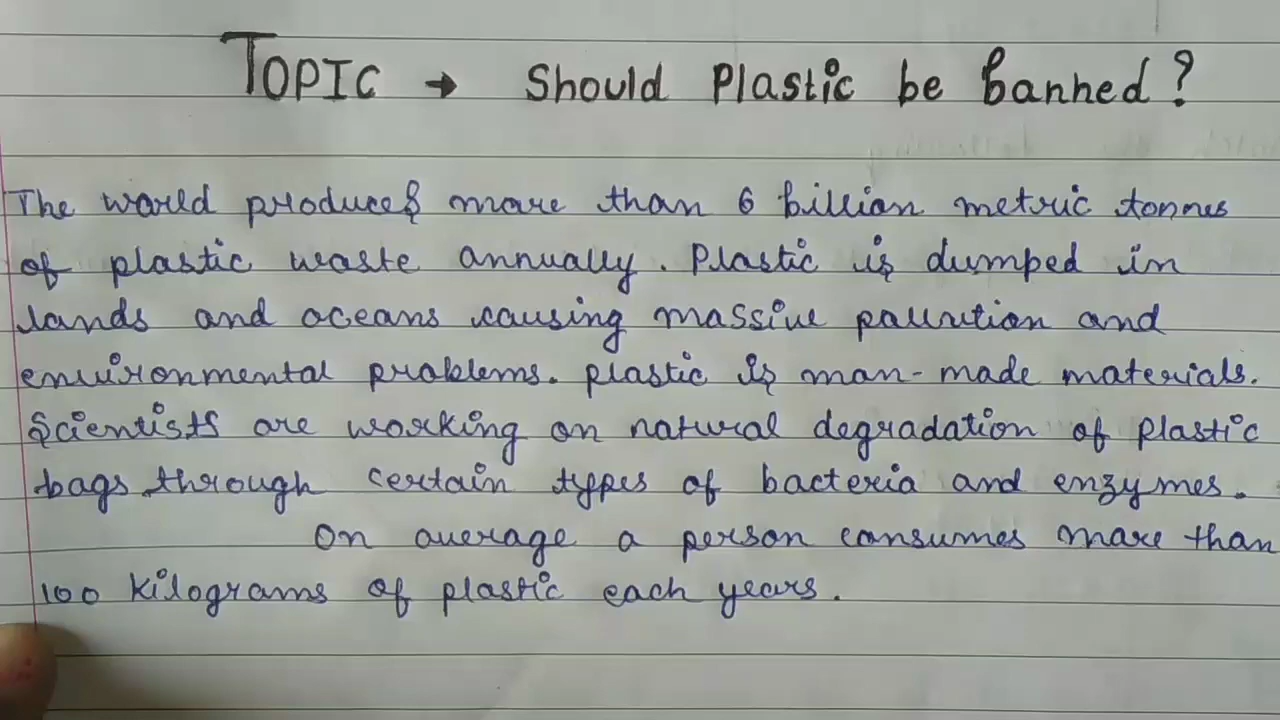 TOPIC → Should Plastic be banned?
The world produces more than 6 billion metric tonnes
of plastic waste annually. Plastic is dumped in
lands and oceans causing massive pollution and
environmental problems. plastic is man-made materials.
Scientists are working on natural degradation of plastic
bags through certain types of bacteria and enzymes.
On average a person consumes more than
100 kilograms of plastic each years.